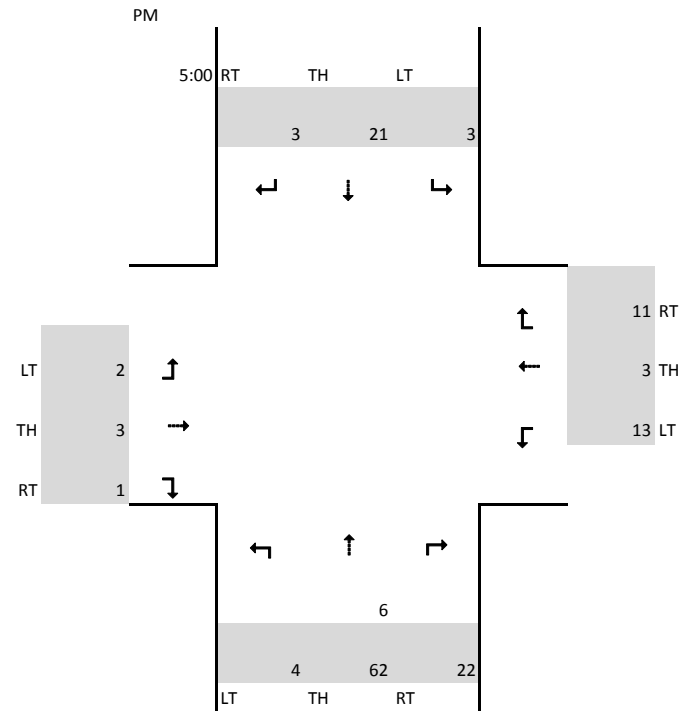 PM
5:00 RT TH LT
3 21 3
11 RT
LT 2 3 TH
TH 3 13 LT
RT 1
6
4 62 22
LT TH RT